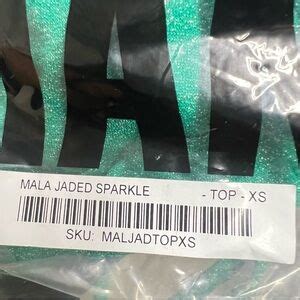 MALA JADED SPARKLE - TOP - XS
SKU: MALJADTOPXS